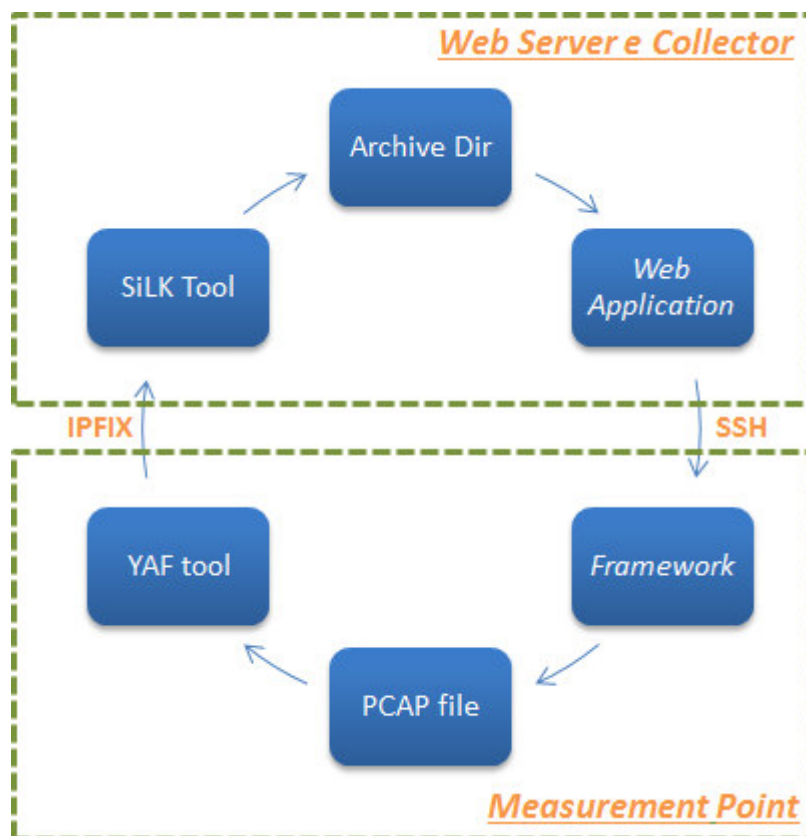 Web Server e Collector
Archive Dir
SiLK Tool
Web
Application
IPFIX
SSH
YAF tool
Framework
PCAP file
Measurement Point